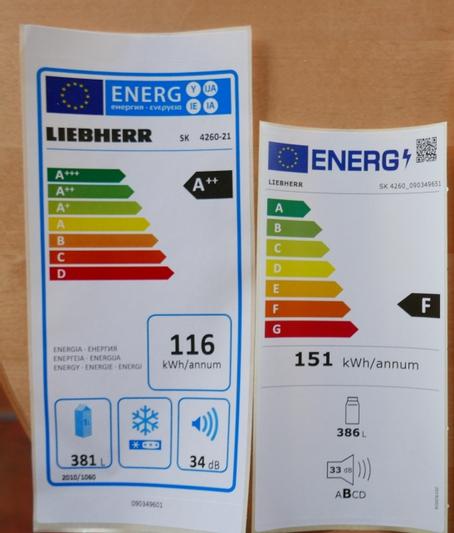 ENERG
Y
IJA
енергия · ενεργεια
IE
IA
LIEBHERR
SK 4260-21
A+++
A++
A+
A
B
C
D
A++
ENERGIA · ЕНЕРГИЯ
ΕΝΕΡΓΕΙΑ · ENERGIJA
ENERGY · ENERGIE · ENERGI
116
kWh/annum
381 L
34 dB
2010/1060
090349601
ENERG
LIEBHERR
SK 4260_090349651
A
B
C
D
E
F
G
F
151 kWh/annum
386 L
33 dB
ABCD